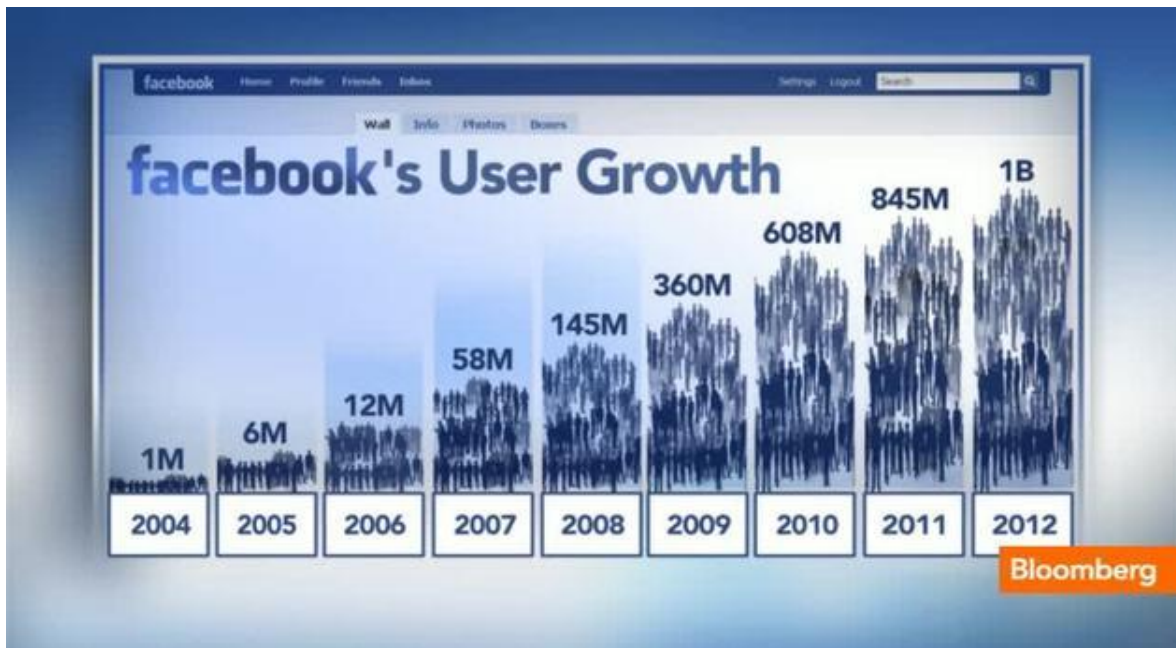 facebook Home Profile Friends Inbox Settings Logout Search
Wall Info Photos Boxes
facebook's User Growth
1M
6M
12M
58M
145M
360M
608M
845M
1B
2004 2005 2006 2007 2008 2009 2010 2011 2012
Bloomberg